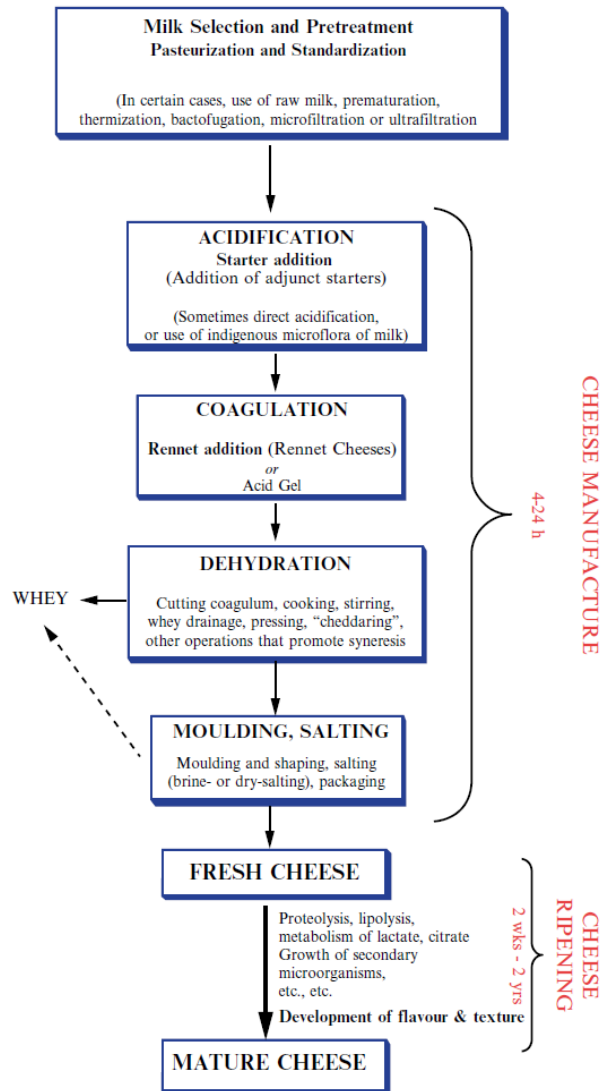 Milk Selection and Pretreatment
Pasteurization and Standardization
(In certain cases, use of raw milk, prematuration,
thermization, bactofugation, microfiltration or ultrafiltration
ACIDIFICATION
Starter addition
(Addition of adjunct starters)
(Sometimes direct acidification,
or use of indigenous microflora of milk)
COAGULATION
Rennet addition (Rennet Cheeses)
or
Acid Gel
DEHYDRATION
Cutting coagulum, cooking, stirring,
whey drainage, pressing, “cheddaring”,
other operations that promote syneresis
WHEY
MOULDING, SALTING
Moulding and shaping, salting
(brine- or dry-salting), packaging
CHEESE MANUFACTURE
4-24 h
FRESH CHEESE
Proteolysis, lipolysis,
metabolism of lactate, citrate
Growth of secondary
microorganisms,
etc., etc.
Development of flavour & texture
CHEESE
RIPENING
2 wks - 2 yrs
MATURE CHEESE